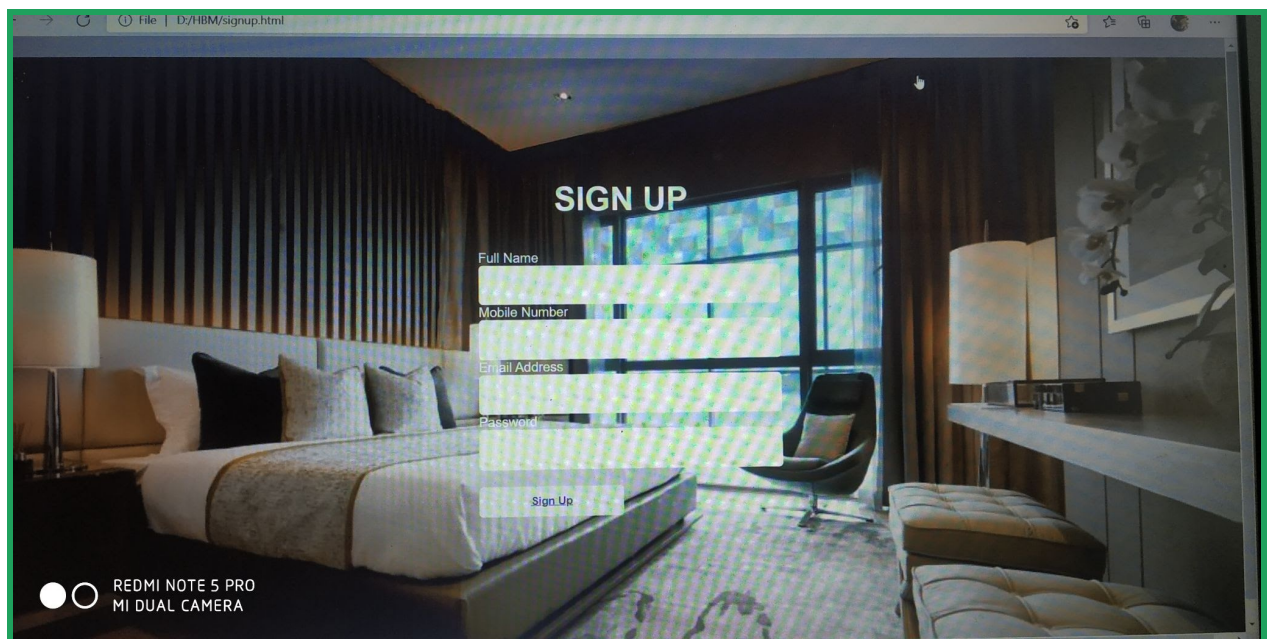 File | D:/HBM/signup.html
SIGN UP
Full Name
Mobile Number
Email Address
Password
Sign Up
REDMI NOTE 5 PRO
MI DUAL CAMERA